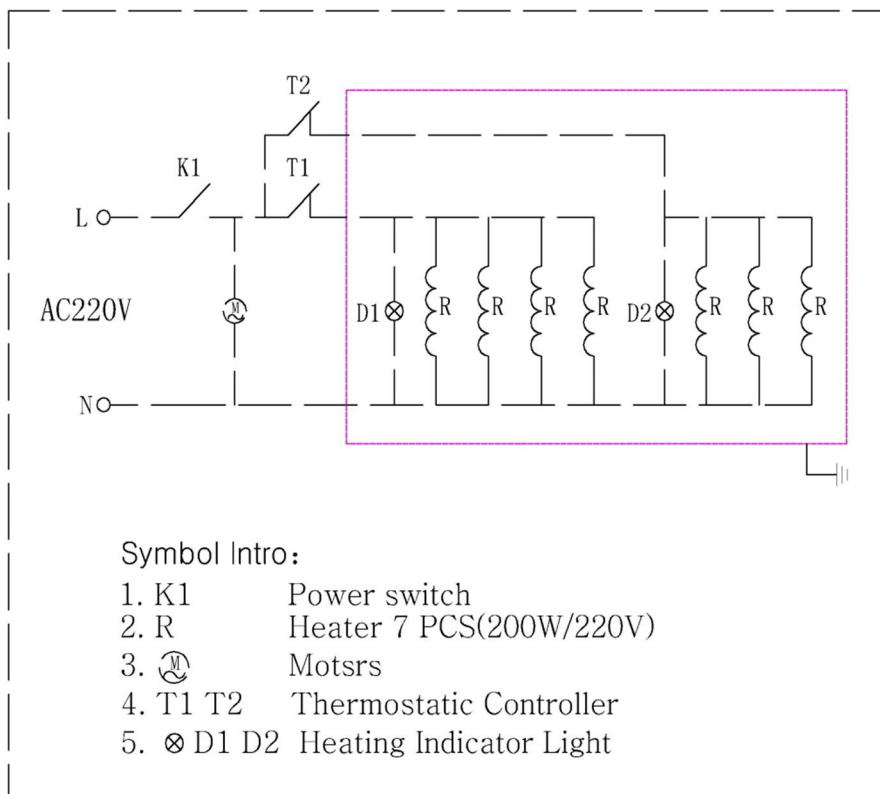 T2
K1 T1
L
AC220V M D1 R R R R D2 R R R
N
Symbol Intro:
1. K1 Power switch
2. R Heater 7 PCS(200W/220V)
3. M Motsrs
4. T1 T2 Thermostatic Controller
5. ⊗ D1 D2 Heating Indicator Light